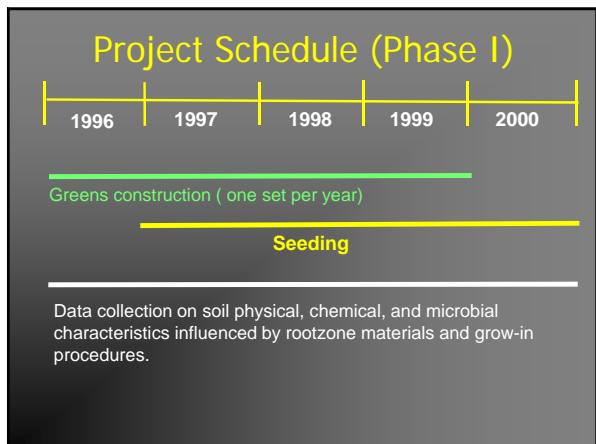 Project Schedule (Phase I)
1996 1997 1998 1999 2000
Greens construction ( one set per year)
Seeding
Data collection on soil physical, chemical, and microbial
characteristics influenced by rootzone materials and grow-in
procedures.